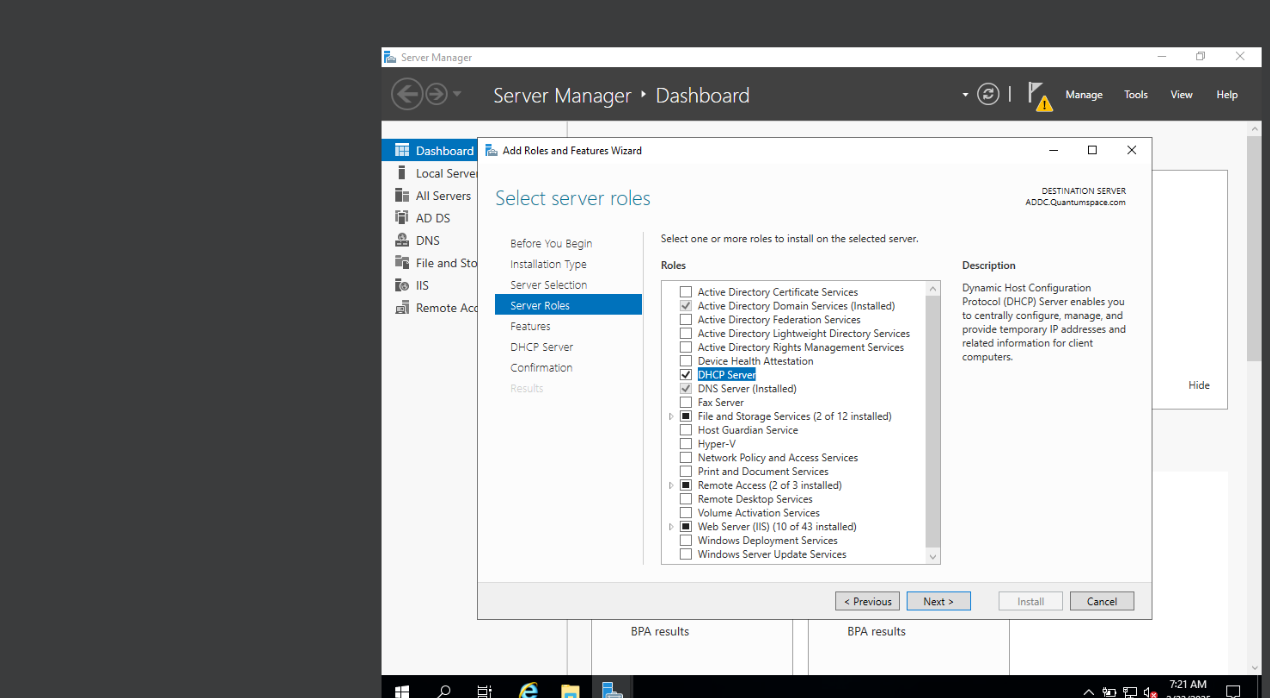 Server Manager
Server Manager ‣ Dashboard
Manage Tools View Help
Dashboard
Local Server
All Servers
AD DS
DNS
File and Sto
IIS
Remote Acc
Add Roles and Features Wizard
Select server roles
DESTINATION SERVER
ADDC.Quantumspace.com
Before You Begin
Installation Type
Server Selection
Server Roles
Features
DHCP Server
Confirmation
Results
Select one or more roles to install on the selected server.
Roles
Active Directory Certificate Services
Active Directory Domain Services (Installed)
Active Directory Federation Services
Active Directory Lightweight Directory Services
Active Directory Rights Management Services
Device Health Attestation
DHCP Server
DNS Server (Installed)
Fax Server
File and Storage Services (2 of 12 installed)
Host Guardian Service
Hyper-V
Network Policy and Access Services
Print and Document Services
Remote Access (2 of 3 installed)
Remote Desktop Services
Volume Activation Services
Web Server (IIS) (10 of 43 installed)
Windows Deployment Services
Windows Server Update Services
Description
Dynamic Host Configuration
Protocol (DHCP) Server enables you
to centrally configure, manage, and
provide temporary IP addresses and
related information for client
computers.
Hide
< Previous Next > Install Cancel
BPA results
BPA results
7:21 AM